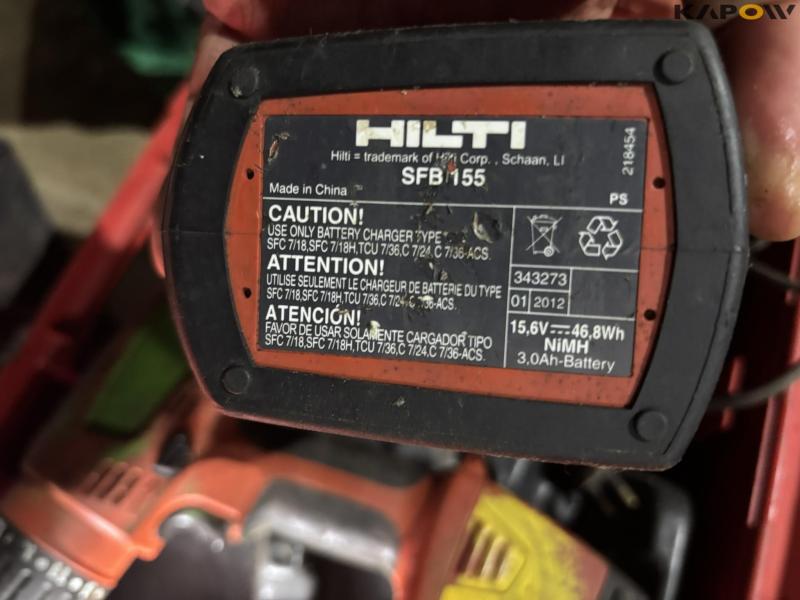 KAPOW
HILTI
Hilti = trademark of Hilti Corp., Schaan, LI
SFB 155
218454
Made in China
PS
CAUTION!
USE ONLY BATTERY CHARGER TYPE
SFC 7/18,SFC 7/18H,TCU 7/36,C 7/24,C 7/36-ACS.
ATTENTION!
UTILISE SEULEMENT LE CHARGEUR DE BATTERIE DU TYPE
SFC 7/18,SFC 7/18H,TCU 7/36,C 7/24,C 7/36-ACS.
ATENCIÓN!
FAVOR DE USAR SOLAMENTE CARGADOR TIPO
SFC 7/18,SFC 7/18H,TCU 7/36,C 7/24,C 7/36-ACS.
343273
01 2012
15,6V 46,8Wh
NiMH
3,0Ah-Battery